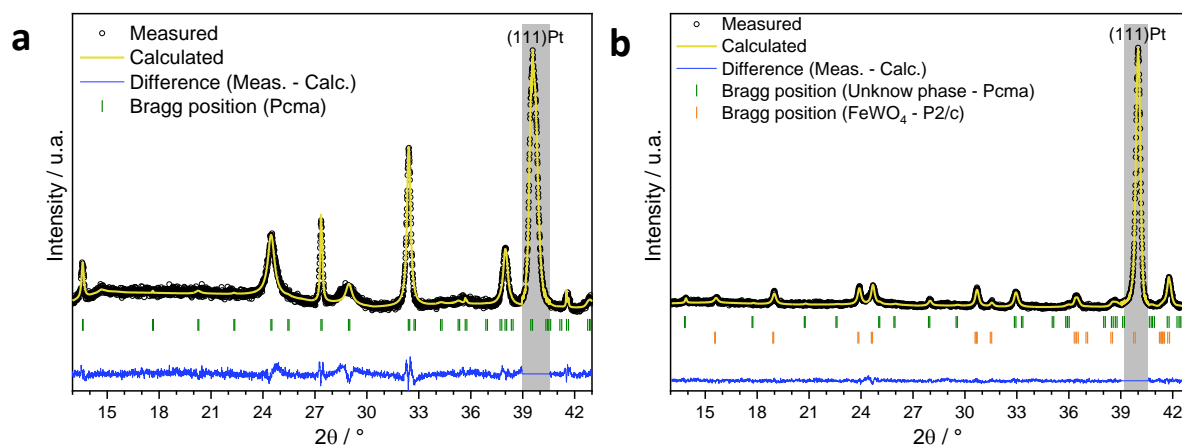 a
Measured
Calculated
Difference (Meas. - Calc.)
Bragg position (Pcma)
(111)Pt
Intensity / u.a.
15 18 21 24 27 30 33 36 39 42
2θ / °
b
Measured
Calculated
Difference (Meas. - Calc.)
Bragg position (Unknow phase - Pcma)
Bragg position (FeWO₄ - P2/c)
(111)Pt
Intensity / u.a.
15 18 21 24 27 30 33 36 39 42
2θ / °